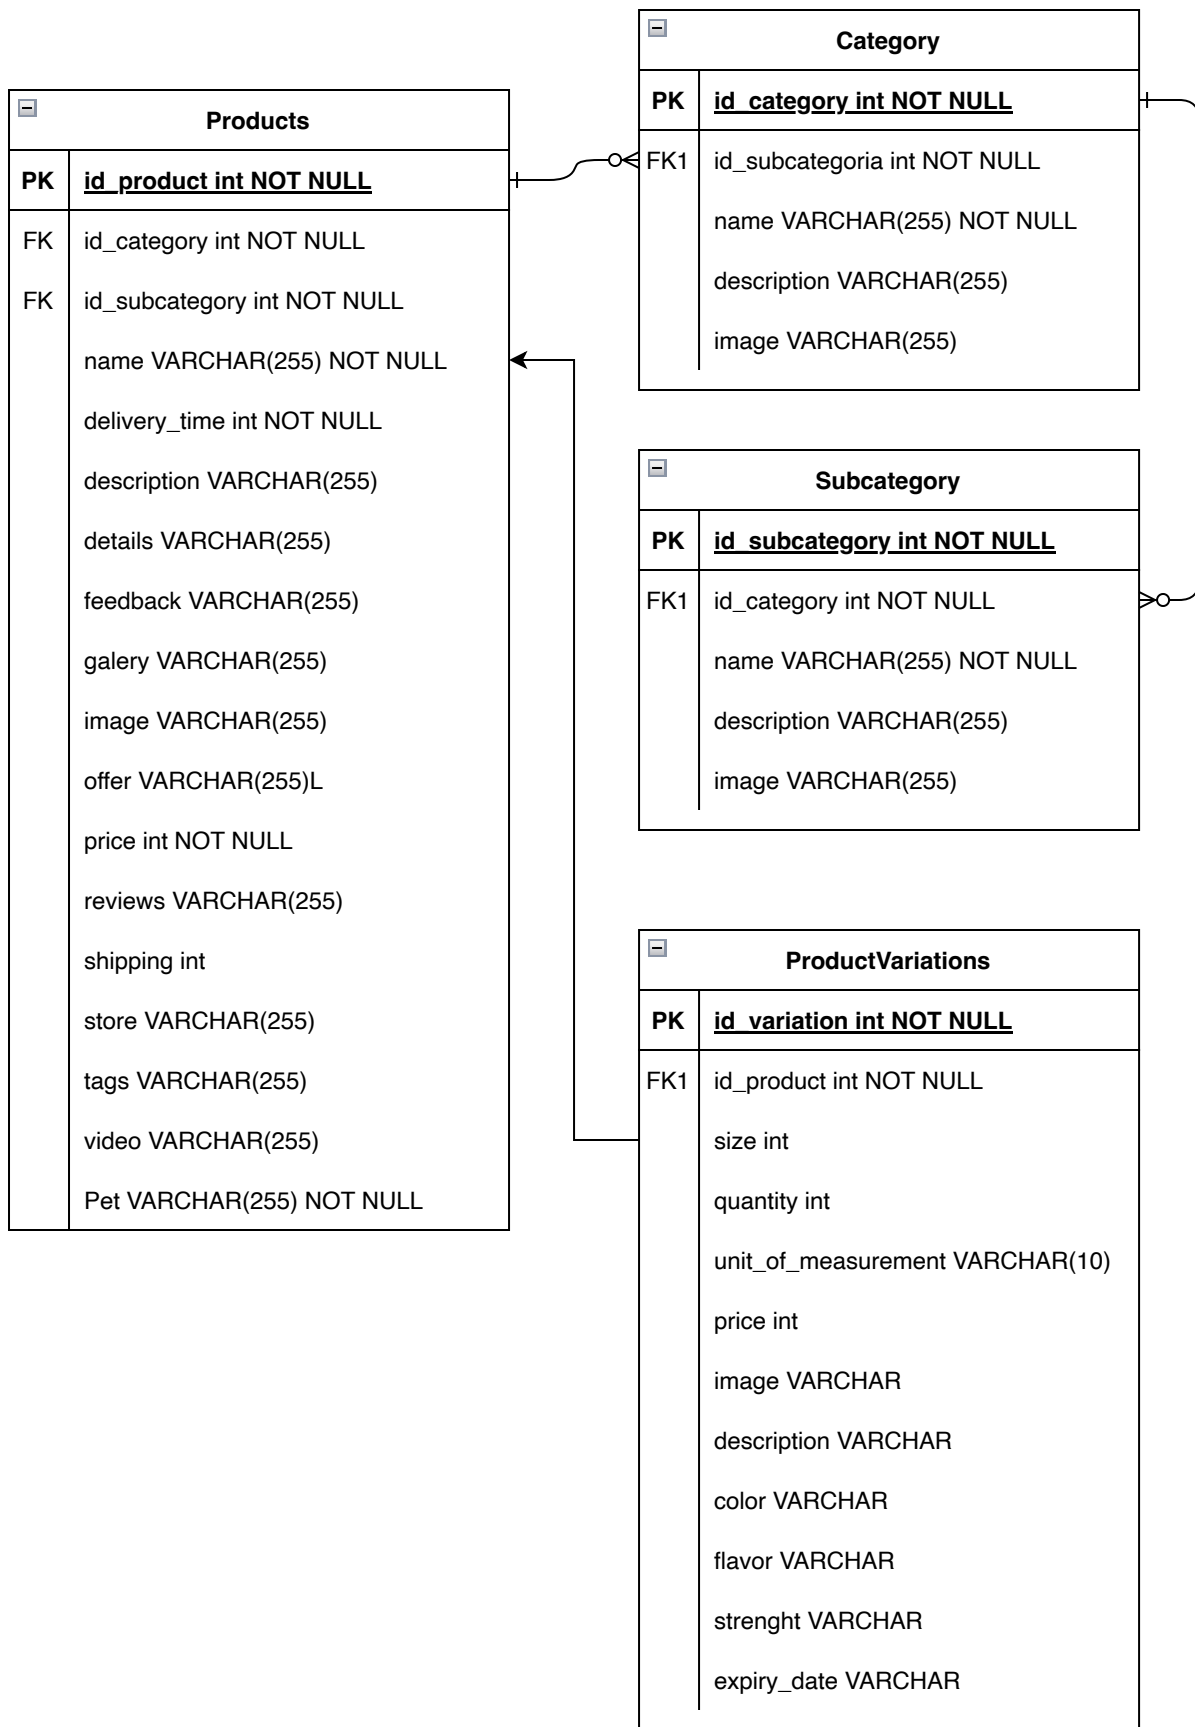 Products
PK id_product int NOT NULL
FK id_category int NOT NULL
FK id_subcategory int NOT NULL
name VARCHAR(255) NOT NULL
delivery_time int NOT NULL
description VARCHAR(255)
details VARCHAR(255)
feedback VARCHAR(255)
galery VARCHAR(255)
image VARCHAR(255)
offer VARCHAR(255)L
price int NOT NULL
reviews VARCHAR(255)
shipping int
store VARCHAR(255)
tags VARCHAR(255)
video VARCHAR(255)
Pet VARCHAR(255) NOT NULL
Category
PK id_category int NOT NULL
FK1 id_subcategoria int NOT NULL
name VARCHAR(255) NOT NULL
description VARCHAR(255)
image VARCHAR(255)
Subcategory
PK id_subcategory int NOT NULL
FK1 id_category int NOT NULL
name VARCHAR(255) NOT NULL
description VARCHAR(255)
image VARCHAR(255)
ProductVariations
PK id_variation int NOT NULL
FK1 id_product int NOT NULL
size int
quantity int
unit_of_measurement VARCHAR(10)
price int
image VARCHAR
description VARCHAR
color VARCHAR
flavor VARCHAR
strenght VARCHAR
expiry_date VARCHAR